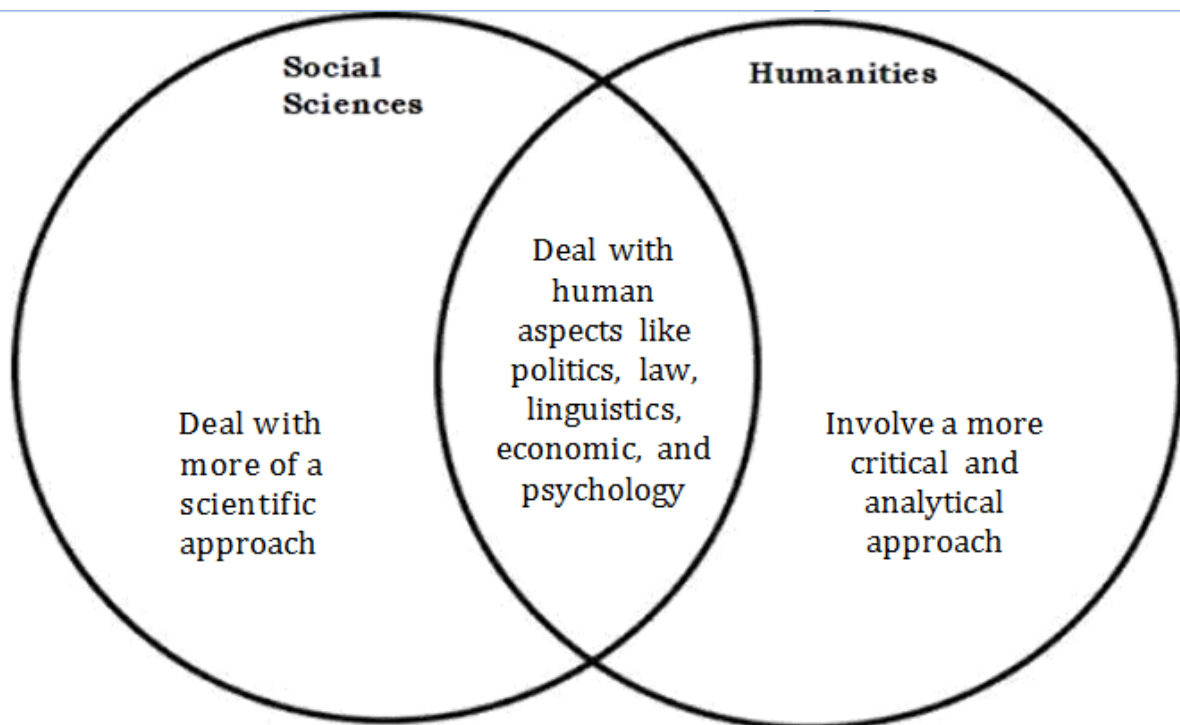 Social
Sciences
Humanities
Deal with
human
aspects like
politics, law,
linguistics,
economic, and
psychology
Deal with
more of a
scientific
approach
Involve a more
critical and
analytical
approach